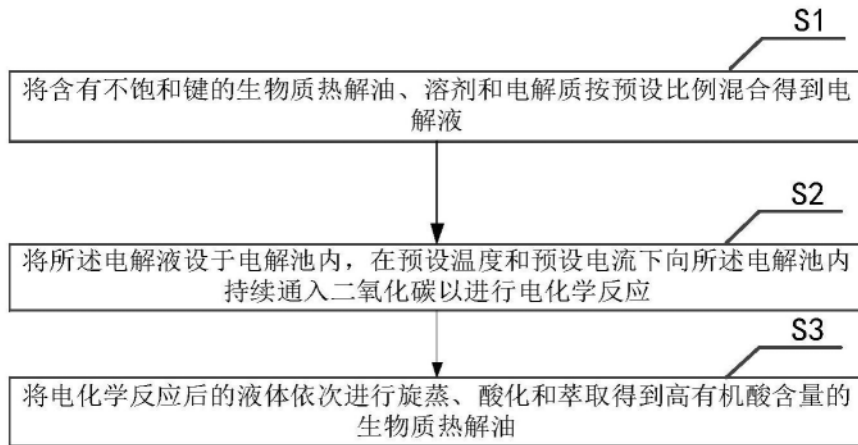 S1
将含有不饱和键的生物质热解油、溶剂和电解质按预设比例混合得到电
解液
S2
将所述电解液设于电解池内，在预设温度和预设电流下向所述电解池内
持续通入二氧化碳以进行电化学反应
S3
将电化学反应后的液体依次进行旋蒸、酸化和萃取得到高有机酸含量的
生物质热解油